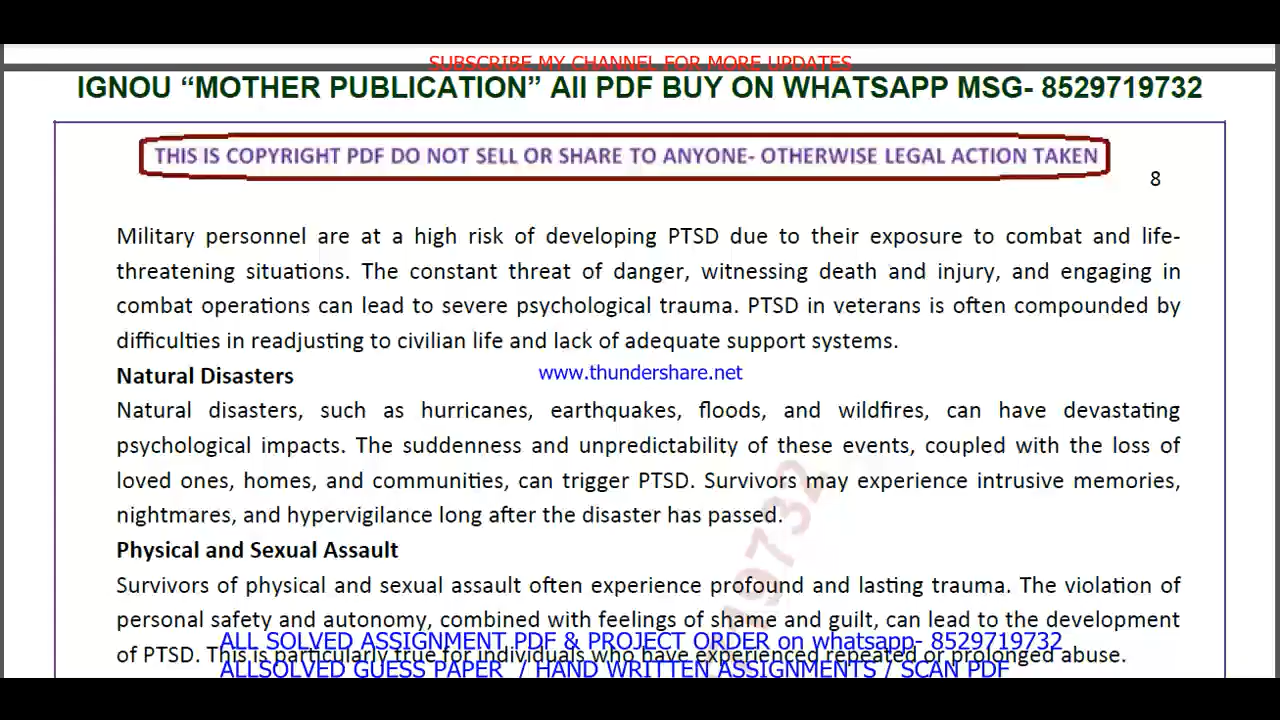 SUBSCRIBE MY CHANNEL FOR MORE UPDATES
IGNOU “MOTHER PUBLICATION” All PDF BUY ON WHATSAPP MSG- 8529719732
THIS IS COPYRIGHT PDF DO NOT SELL OR SHARE TO ANYONE- OTHERWISE LEGAL ACTION TAKEN
8
Military personnel are at a high risk of developing PTSD due to their exposure to combat and life-
threatening situations. The constant threat of danger, witnessing death and injury, and engaging in
combat operations can lead to severe psychological trauma. PTSD in veterans is often compounded by
difficulties in readjusting to civilian life and lack of adequate support systems.
Natural Disasters
www.thundershare.net
Natural disasters, such as hurricanes, earthquakes, floods, and wildfires, can have devastating
psychological impacts. The suddenness and unpredictability of these events, coupled with the loss of
loved ones, homes, and communities, can trigger PTSD. Survivors may experience intrusive memories,
nightmares, and hypervigilance long after the disaster has passed.
Physical and Sexual Assault
Survivors of physical and sexual assault often experience profound and lasting trauma. The violation of
personal safety and autonomy, combined with feelings of shame and guilt, can lead to the development
ALL SOLVED ASSIGNMENT PDF & PROJECT ORDER on whatsapp- 8529719732
of PTSD. This is particularly true for individuals who have experienced repeated or prolonged abuse.
ALLSOLVED GUESS PAPER / HAND WRITTEN ASSIGNMENTS / SCAN PDF